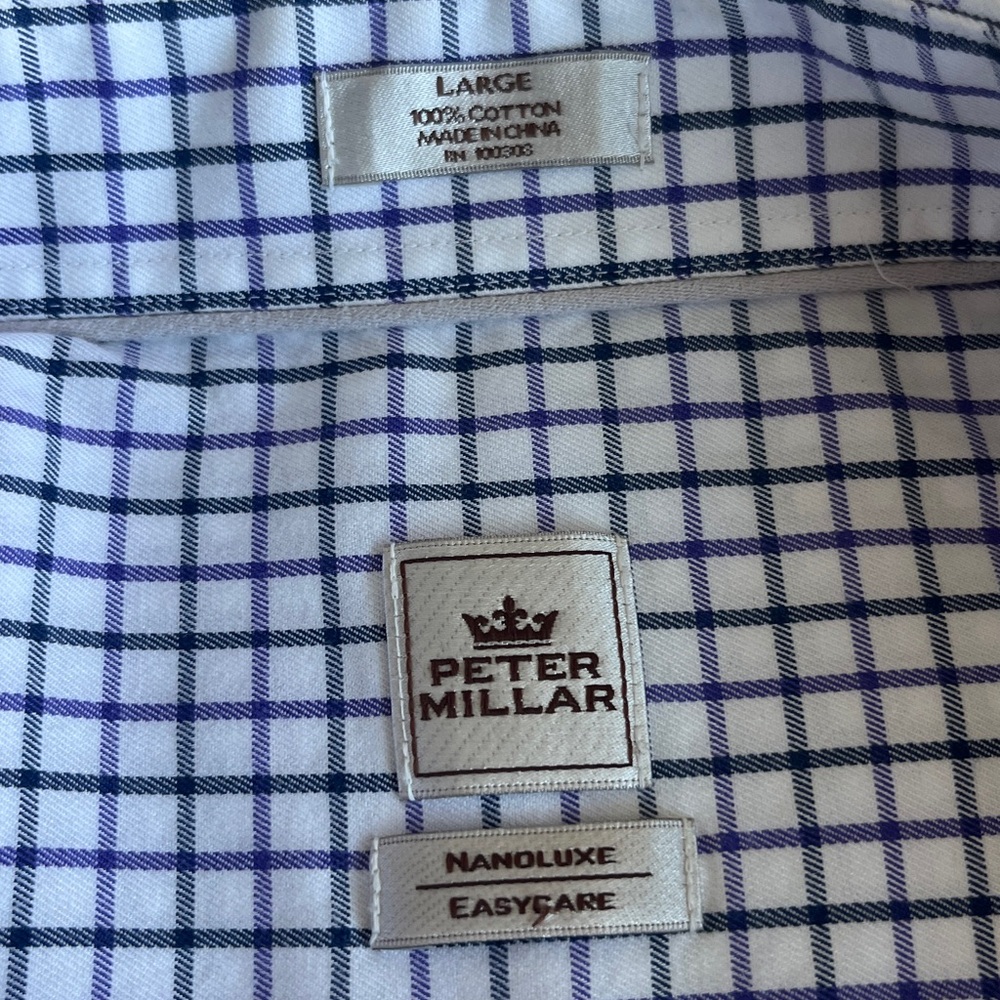 LARGE
100% COTTON
MADE IN CHINA
RN 100303
PETER
MILLAR
NANOLUXE
EASYCARE